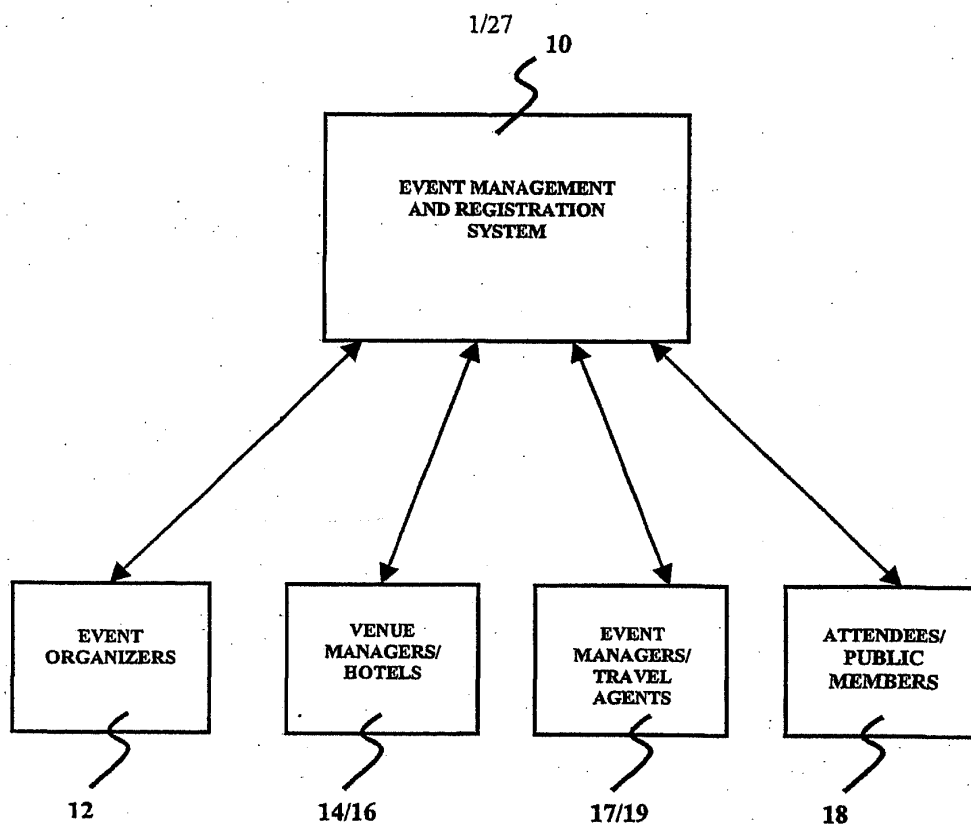 1/27
10
EVENT MANAGEMENT
AND REGISTRATION
SYSTEM
EVENT
ORGANIZERS
VENUE
MANAGERS/
HOTELS
EVENT
MANAGERS/
TRAVEL
AGENTS
ATTENDEES/
PUBLIC
MEMBERS
12
14/16
17/19
18